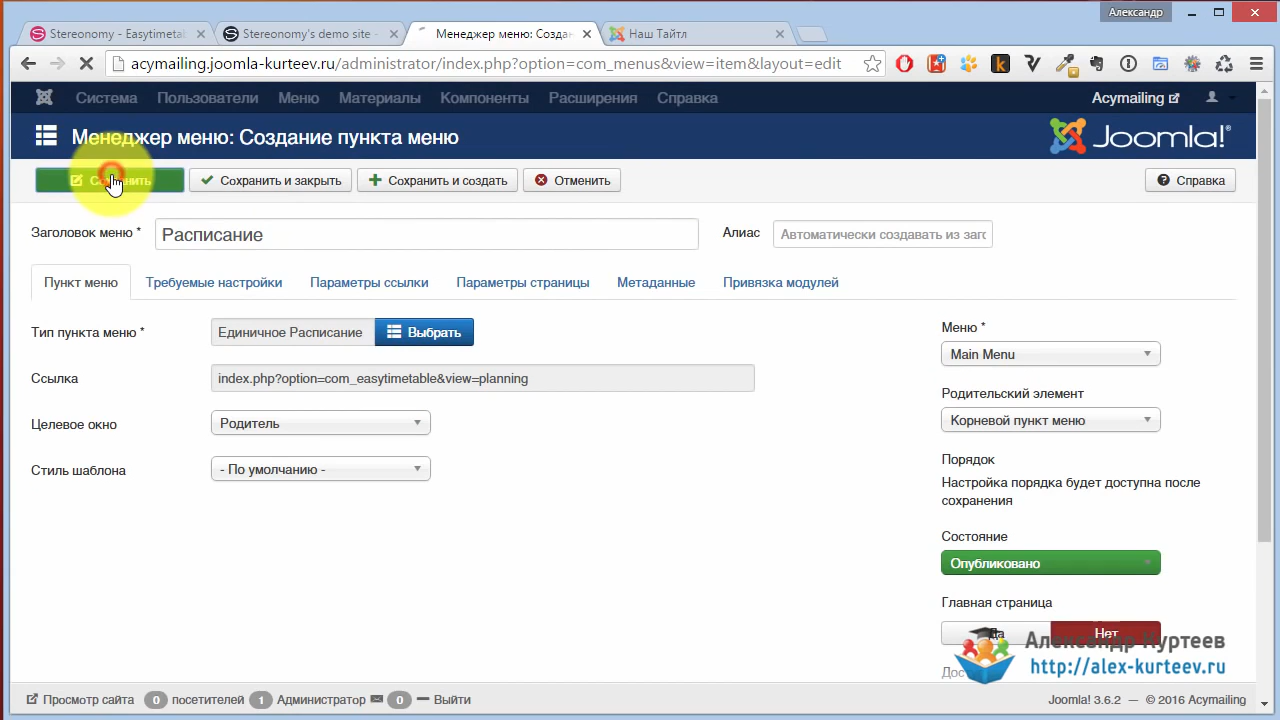 Александр
Stereonomy - Easytimetal
Stereonomy's demo site -
Менеджер меню: Созда
Наш Тайтл
acymailing.joomla-kurteev.ru/administrator/index.php?option=com_menus&view=item&layout=edit
Система Пользователи Меню Материалы Компоненты Расширения Справка Acymailing
Менеджер меню: Создание пункта меню Joomla!®
Сохранить Сохранить и закрыть Сохранить и создать Отменить Справка
Заголовок меню * Расписание Алиас Автоматически создавать из заго
Пункт меню Требуемые настройки Параметры ссылки Параметры страницы Метаданные Привязка модулей
Тип пункта меню * Единичное Расписание Выбрать
Ссылка index.php?option=com_easytimetable&view=planning
Целевое окно Родитель
Стиль шаблона - По умолчанию -
Меню *
Main Menu
Родительский элемент
Корневой пункт меню
Порядок
Настройка порядка будет доступна после
сохранения
Состояние
Опубликовано
Главная страница
Да Нет
Александр Куртеев
http://alex-kurteev.ru
Просмотр сайта 0 посетителей 1 Администратор 0 Выйти Joomla! 3.6.2 — © 2016 Acymailing